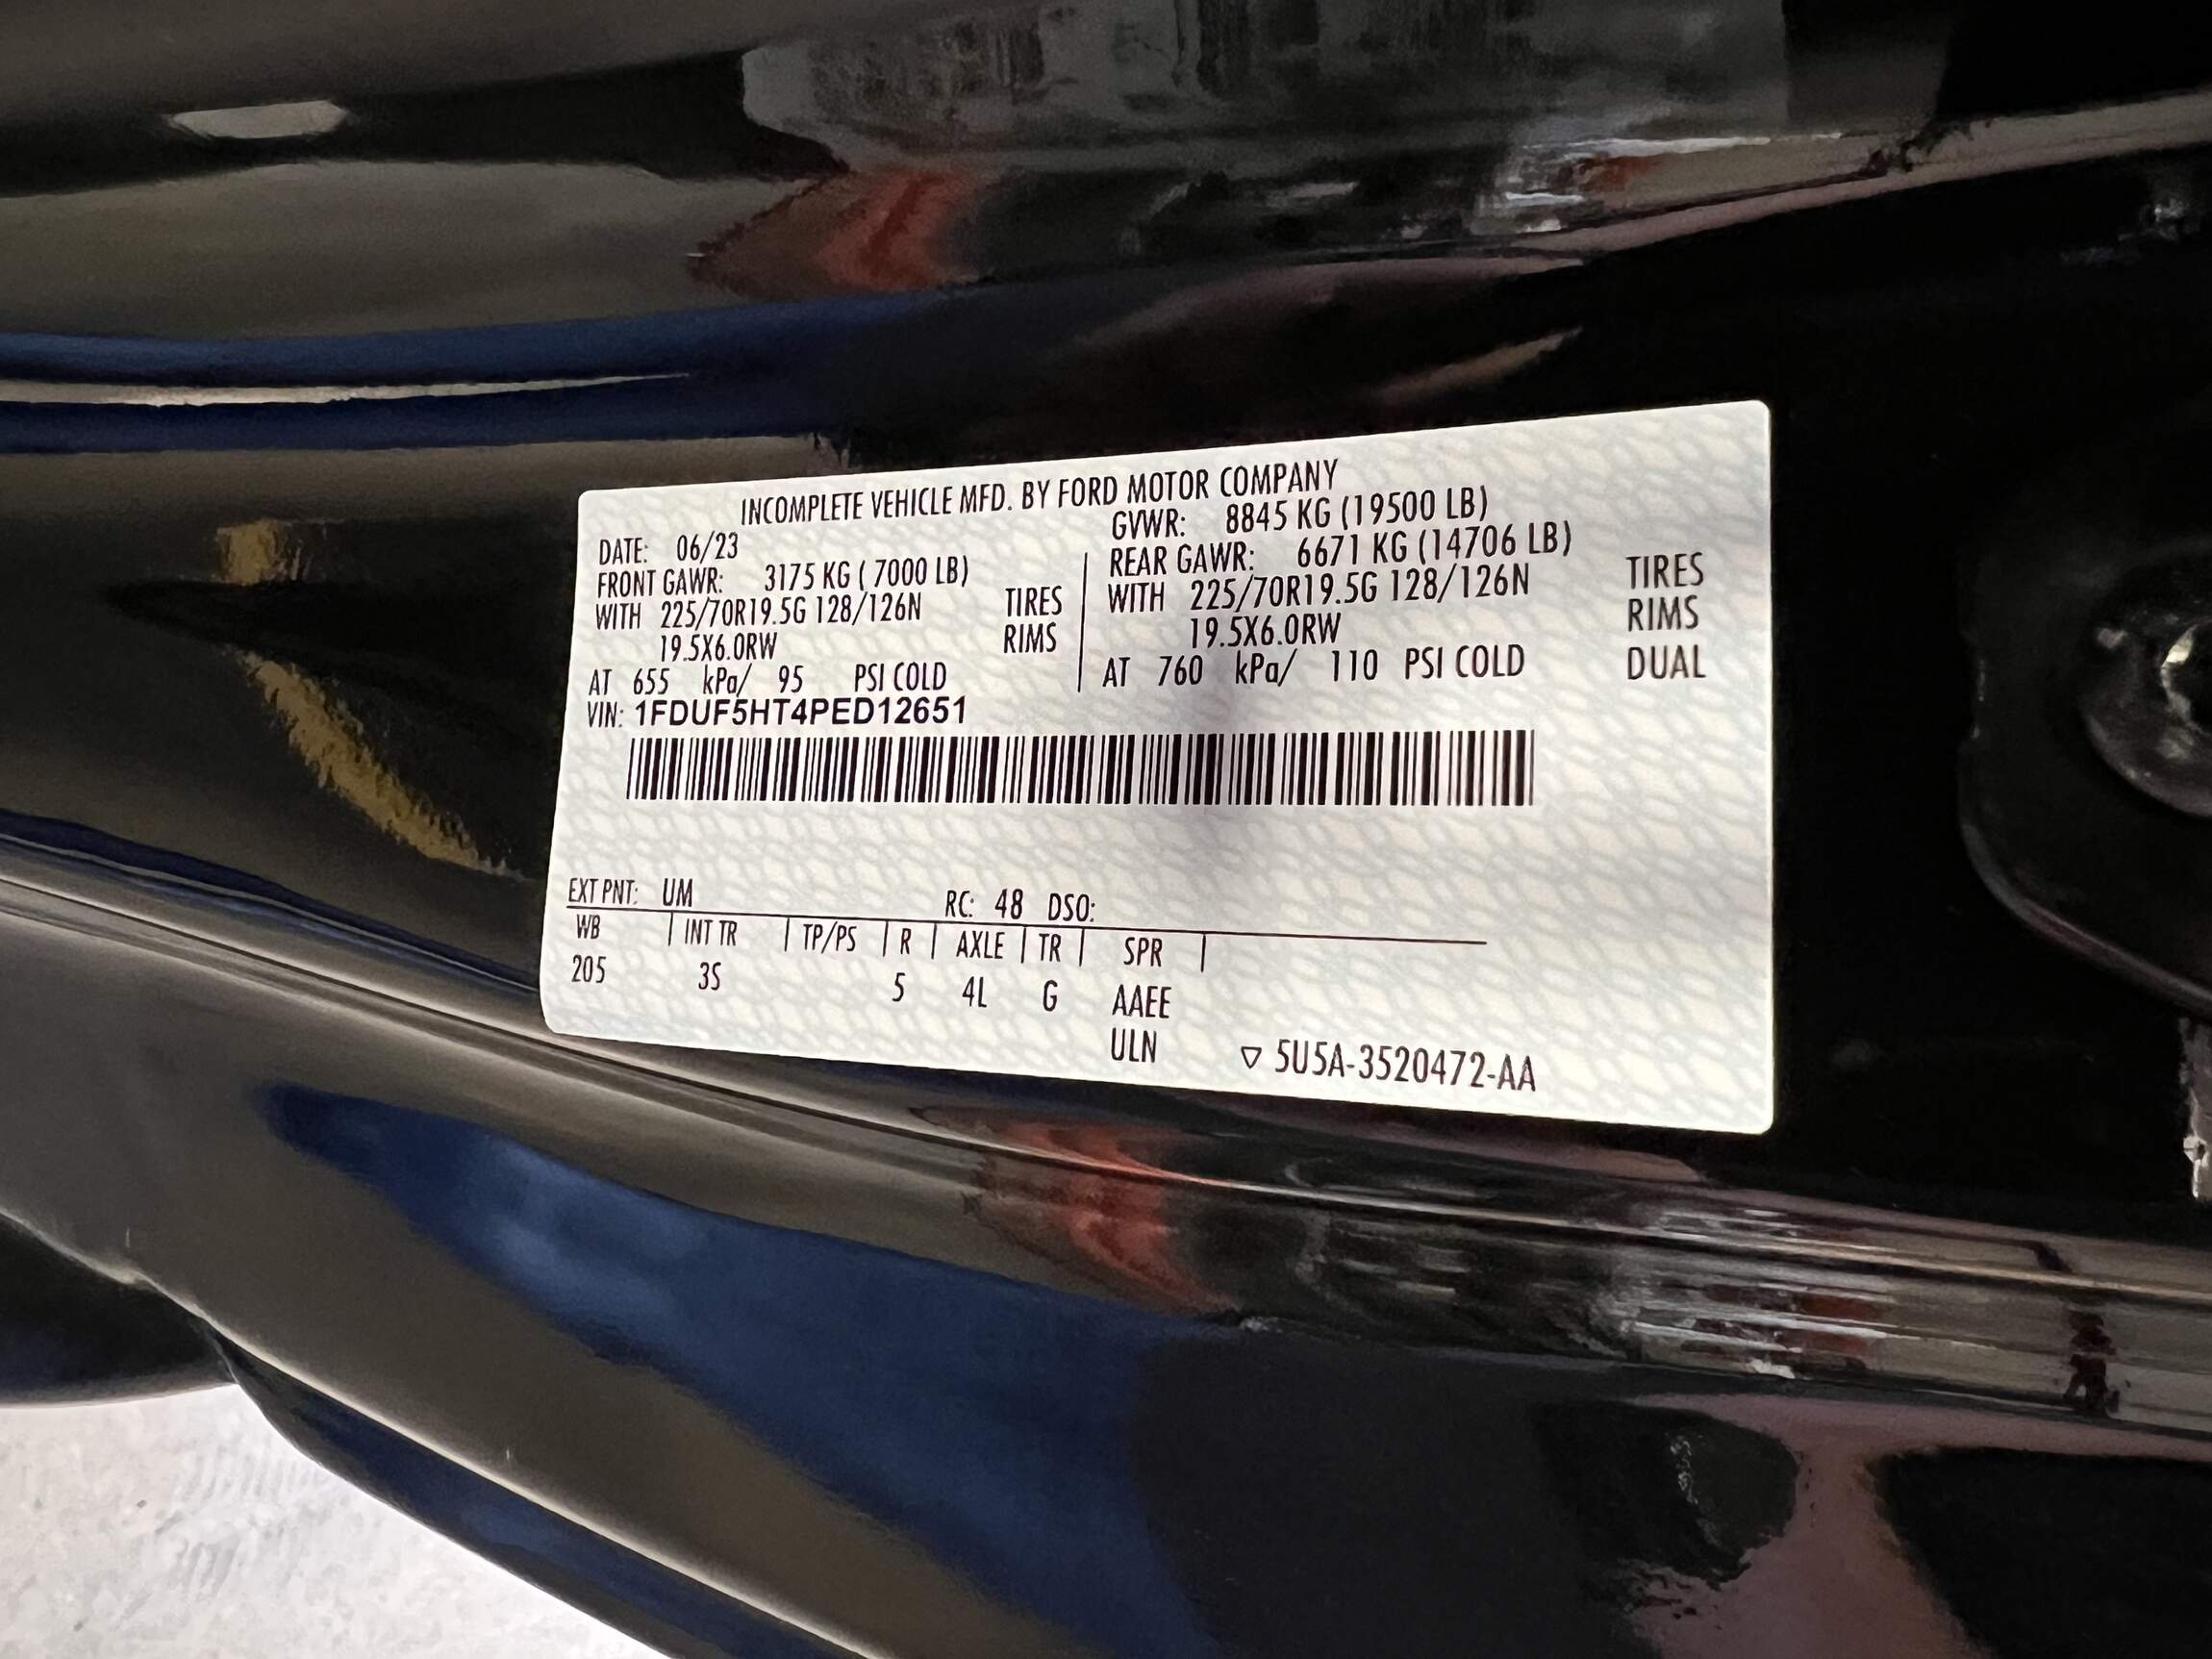 INCOMPLETE VEHICLE MFD. BY FORD MOTOR COMPANY
DATE: 06/23 GVWR: 8845 KG (19500 LB)
FRONT GAWR: 3175 KG ( 7000 LB) REAR GAWR: 6671 KG (14706 LB)
WITH 225/70R19.5G 128/126N TIRES WITH 225/70R19.5G 128/126N TIRES
19.5X6.0RW RIMS 19.5X6.0RW RIMS
AT 655 kPa/ 95 PSI COLD AT 760 kPa/ 110 PSI COLD DUAL
VIN: 1FDUF5HT4PED12651
EXT PNT: UM RC: 48 DSO:
WB INT TR TP/PS R AXLE TR SPR
205 3S 5 4L G AAEE
ULN ▽ 5U5A-3520472-AA